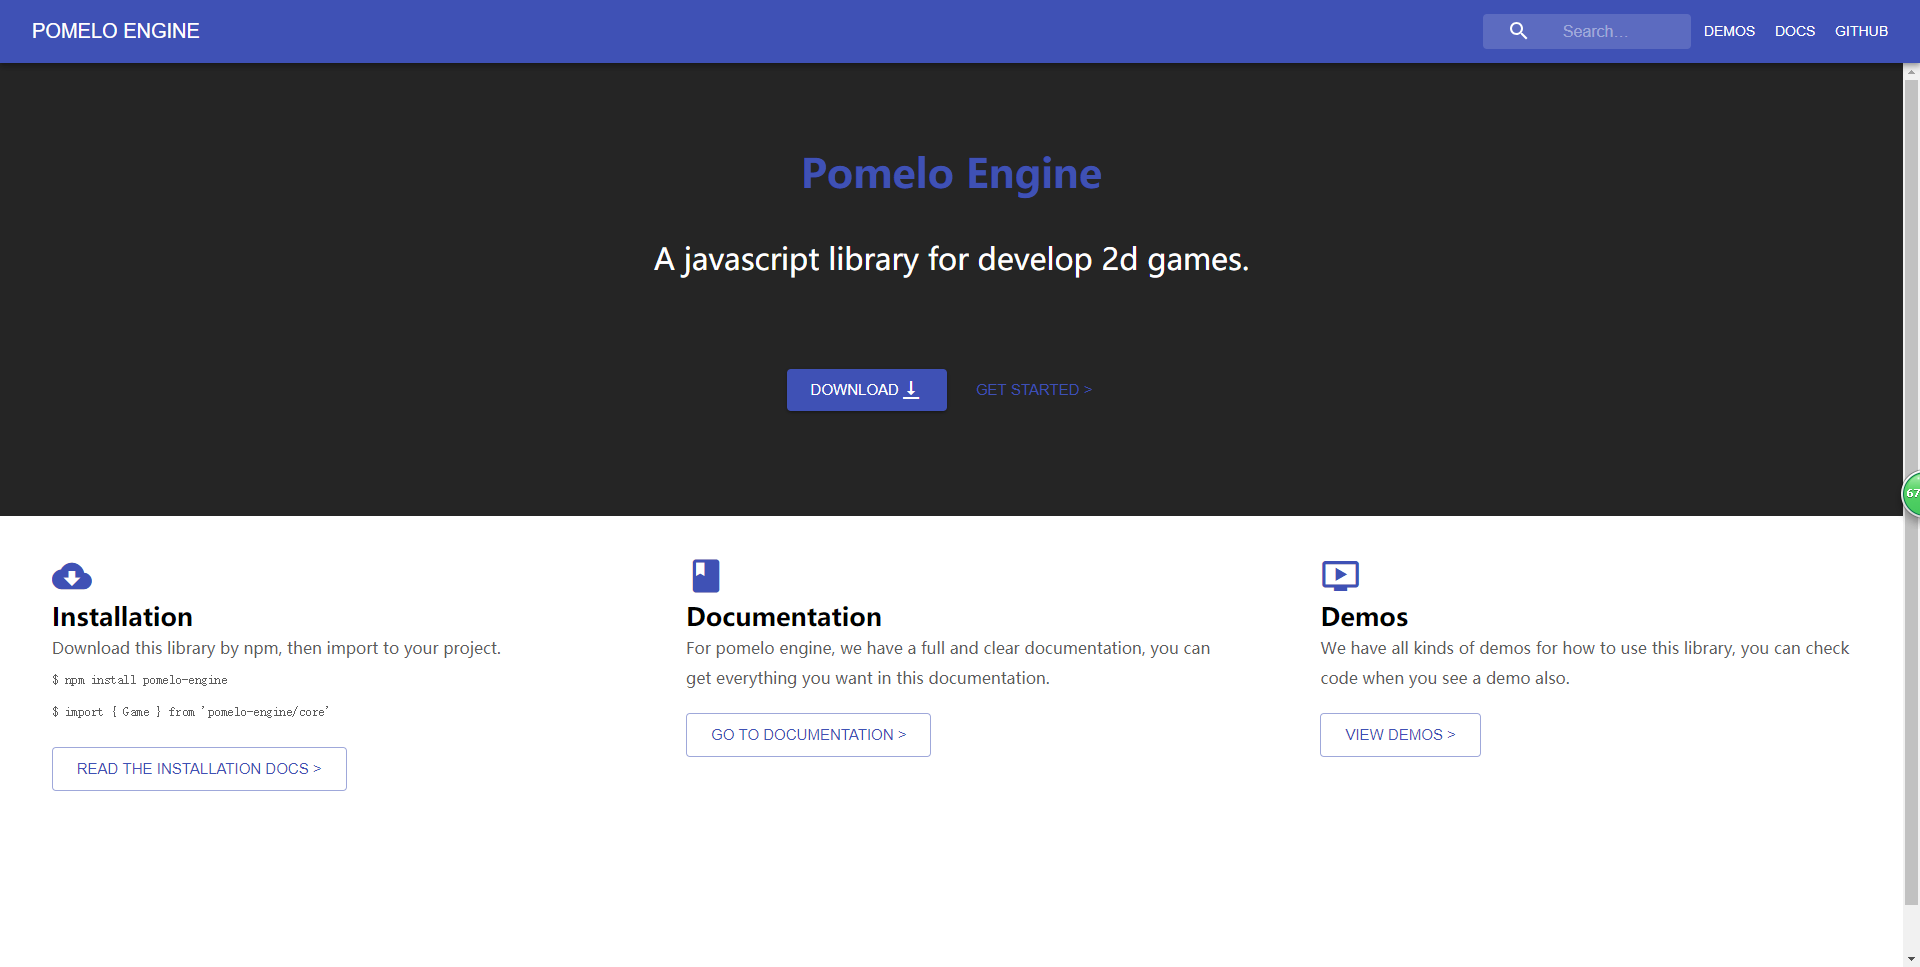 POMELO ENGINE
Search...
DEMOS
DOCS
GITHUB
Pomelo Engine
A javascript library for develop 2d games.
DOWNLOAD
GET STARTED >
67
Installation
Download this library by npm, then import to your project.
$ npm install pomelo-engine
$ import { Game } from 'pomelo-engine/core'
READ THE INSTALLATION DOCS >
Documentation
For pomelo engine, we have a full and clear documentation, you can
get everything you want in this documentation.
GO TO DOCUMENTATION >
Demos
We have all kinds of demos for how to use this library, you can check
code when you see a demo also.
VIEW DEMOS >